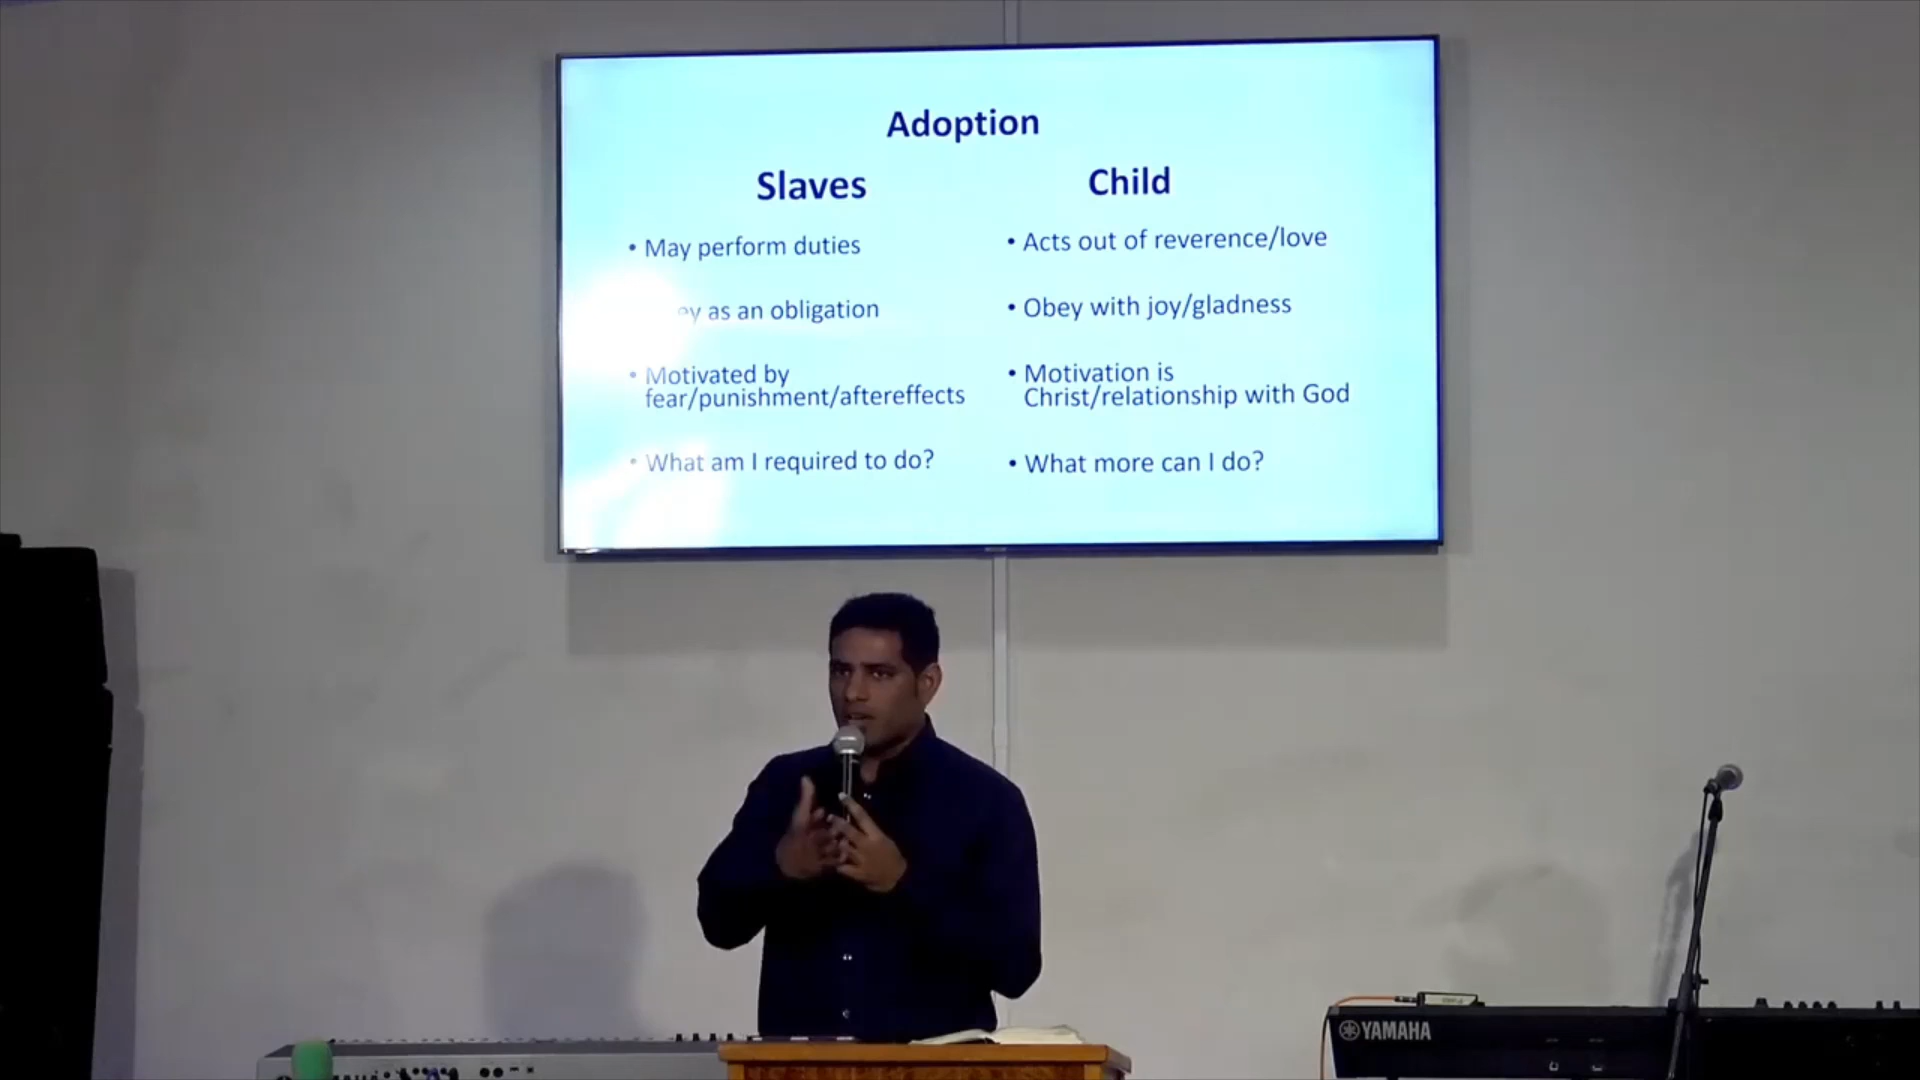 Adoption
Slaves
• May perform duties
as an obligation
• Motivated by
fear/punishment/aftereffects
• What am I required to do?
Child
• Acts out of reverence/love
• Obey with joy/gladness
• Motivation is
Christ/relationship with God
• What more can I do?
YAMAHA